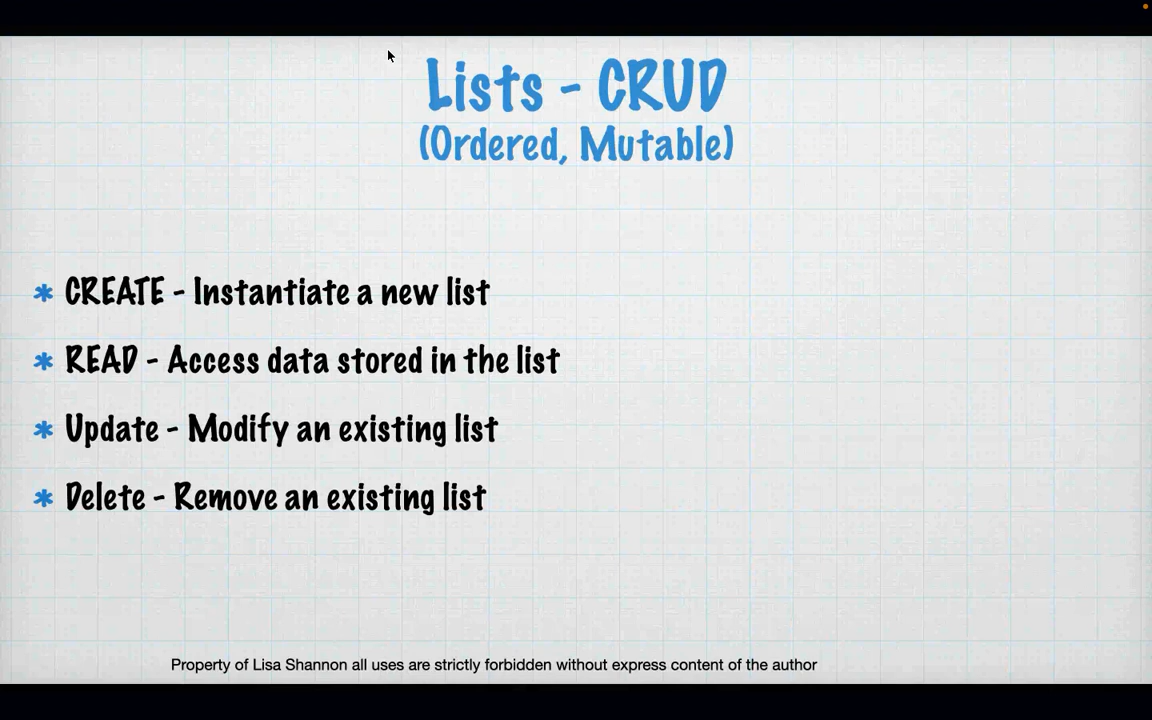 Lists - CRUD
(Ordered, Mutable)
* CREATE - Instantiate a new list
* READ - Access data stored in the list
* Update - Modify an existing list
* Delete - Remove an existing list
Property of Lisa Shannon all uses are strictly forbidden without express content of the author